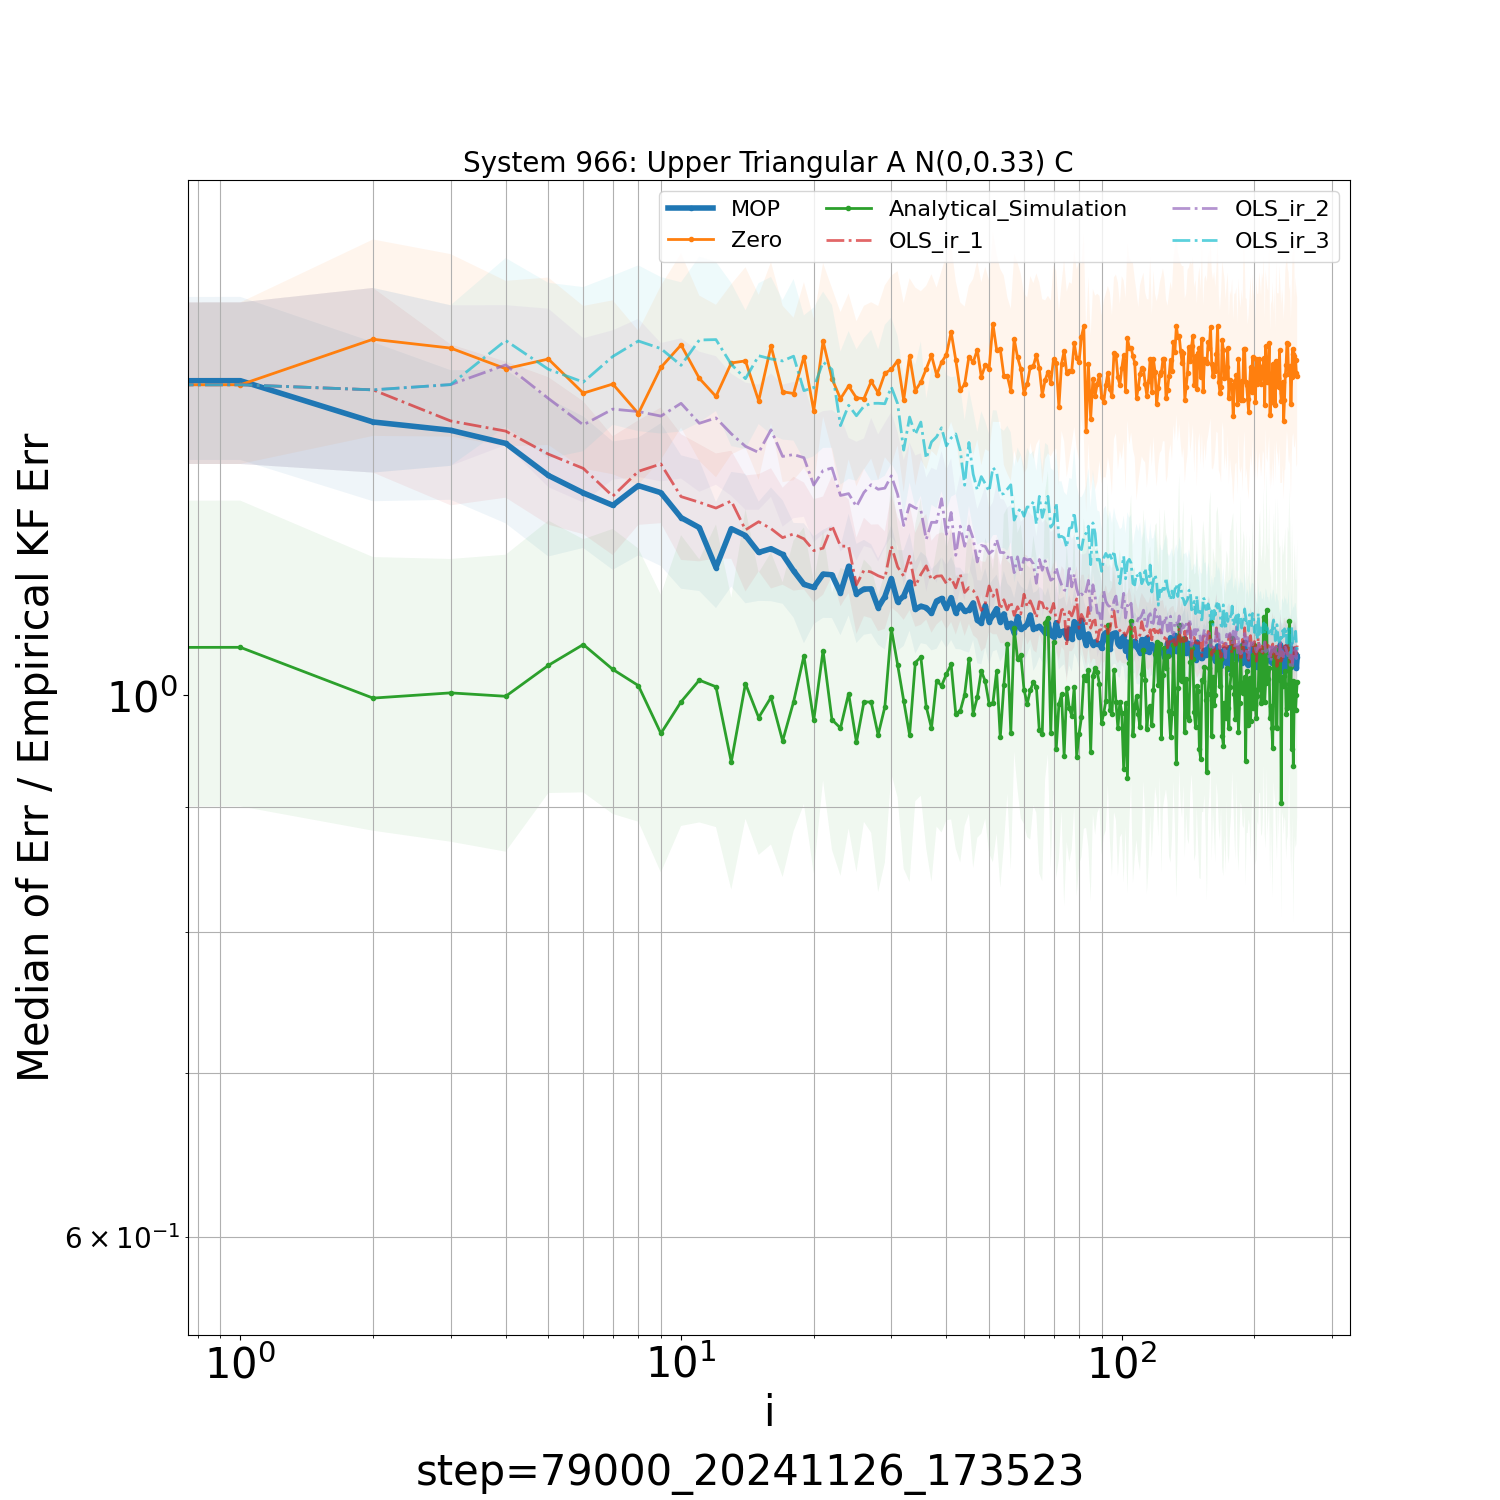 System 966: Upper Triangular A N(0,0.33) C
MOP
Zero
Analytical_Simulation
OLS_ir_1
OLS_ir_2
OLS_ir_3
Median of Err / Empirical KF Err
10⁰
6 × 10⁻¹
10⁰ 10¹ 10²
i
step=79000_20241126_173523